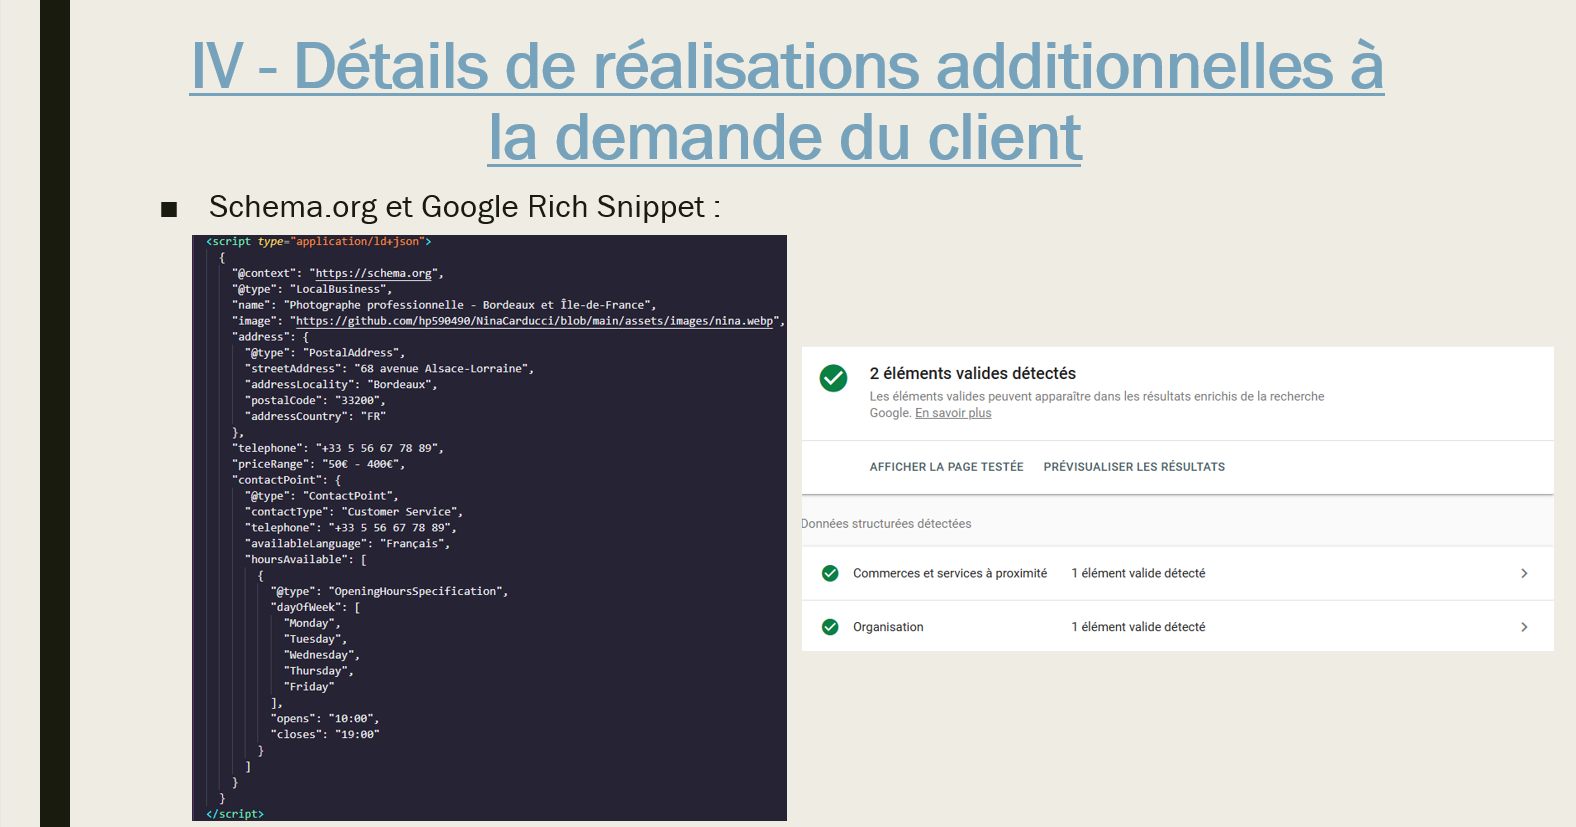 IV - Détails de réalisations additionnelles à
la demande du client
■ Schema.org et Google Rich Snippet :
<script type="application/ld+json">
{
"@context": "https://schema.org",
"@type": "LocalBusiness",
"name": "Photographe professionnelle - Bordeaux et Île-de-France",
"image": "https://github.com/hp590490/NinaCarducci/blob/main/assets/images/nina.webp",
"address": {
"@type": "PostalAddress",
"streetAddress": "68 avenue Alsace-Lorraine",
"addressLocality": "Bordeaux",
"postalCode": "33200",
"addressCountry": "FR"
},
"telephone": "+33 5 56 67 78 89",
"priceRange": "50€ - 400€",
"contactPoint": {
"@type": "ContactPoint",
"contactType": "Customer Service",
"telephone": "+33 5 56 67 78 89",
"availableLanguage": "Français",
"hoursAvailable": [
{
"@type": "OpeningHoursSpecification",
"dayOfWeek": [
"Monday",
"Tuesday",
"Wednesday",
"Thursday",
"Friday"
],
"opens": "10:00",
"closes": "19:00"
}
]
}
}
</script>
2 éléments valides détectés
Les éléments valides peuvent apparaître dans les résultats enrichis de la recherche
Google. En savoir plus
AFFICHER LA PAGE TESTÉE PRÉVISUALISER LES RÉSULTATS
Données structurées détectées
Commerces et services à proximité 1 élément valide détecté
Organisation 1 élément valide détecté